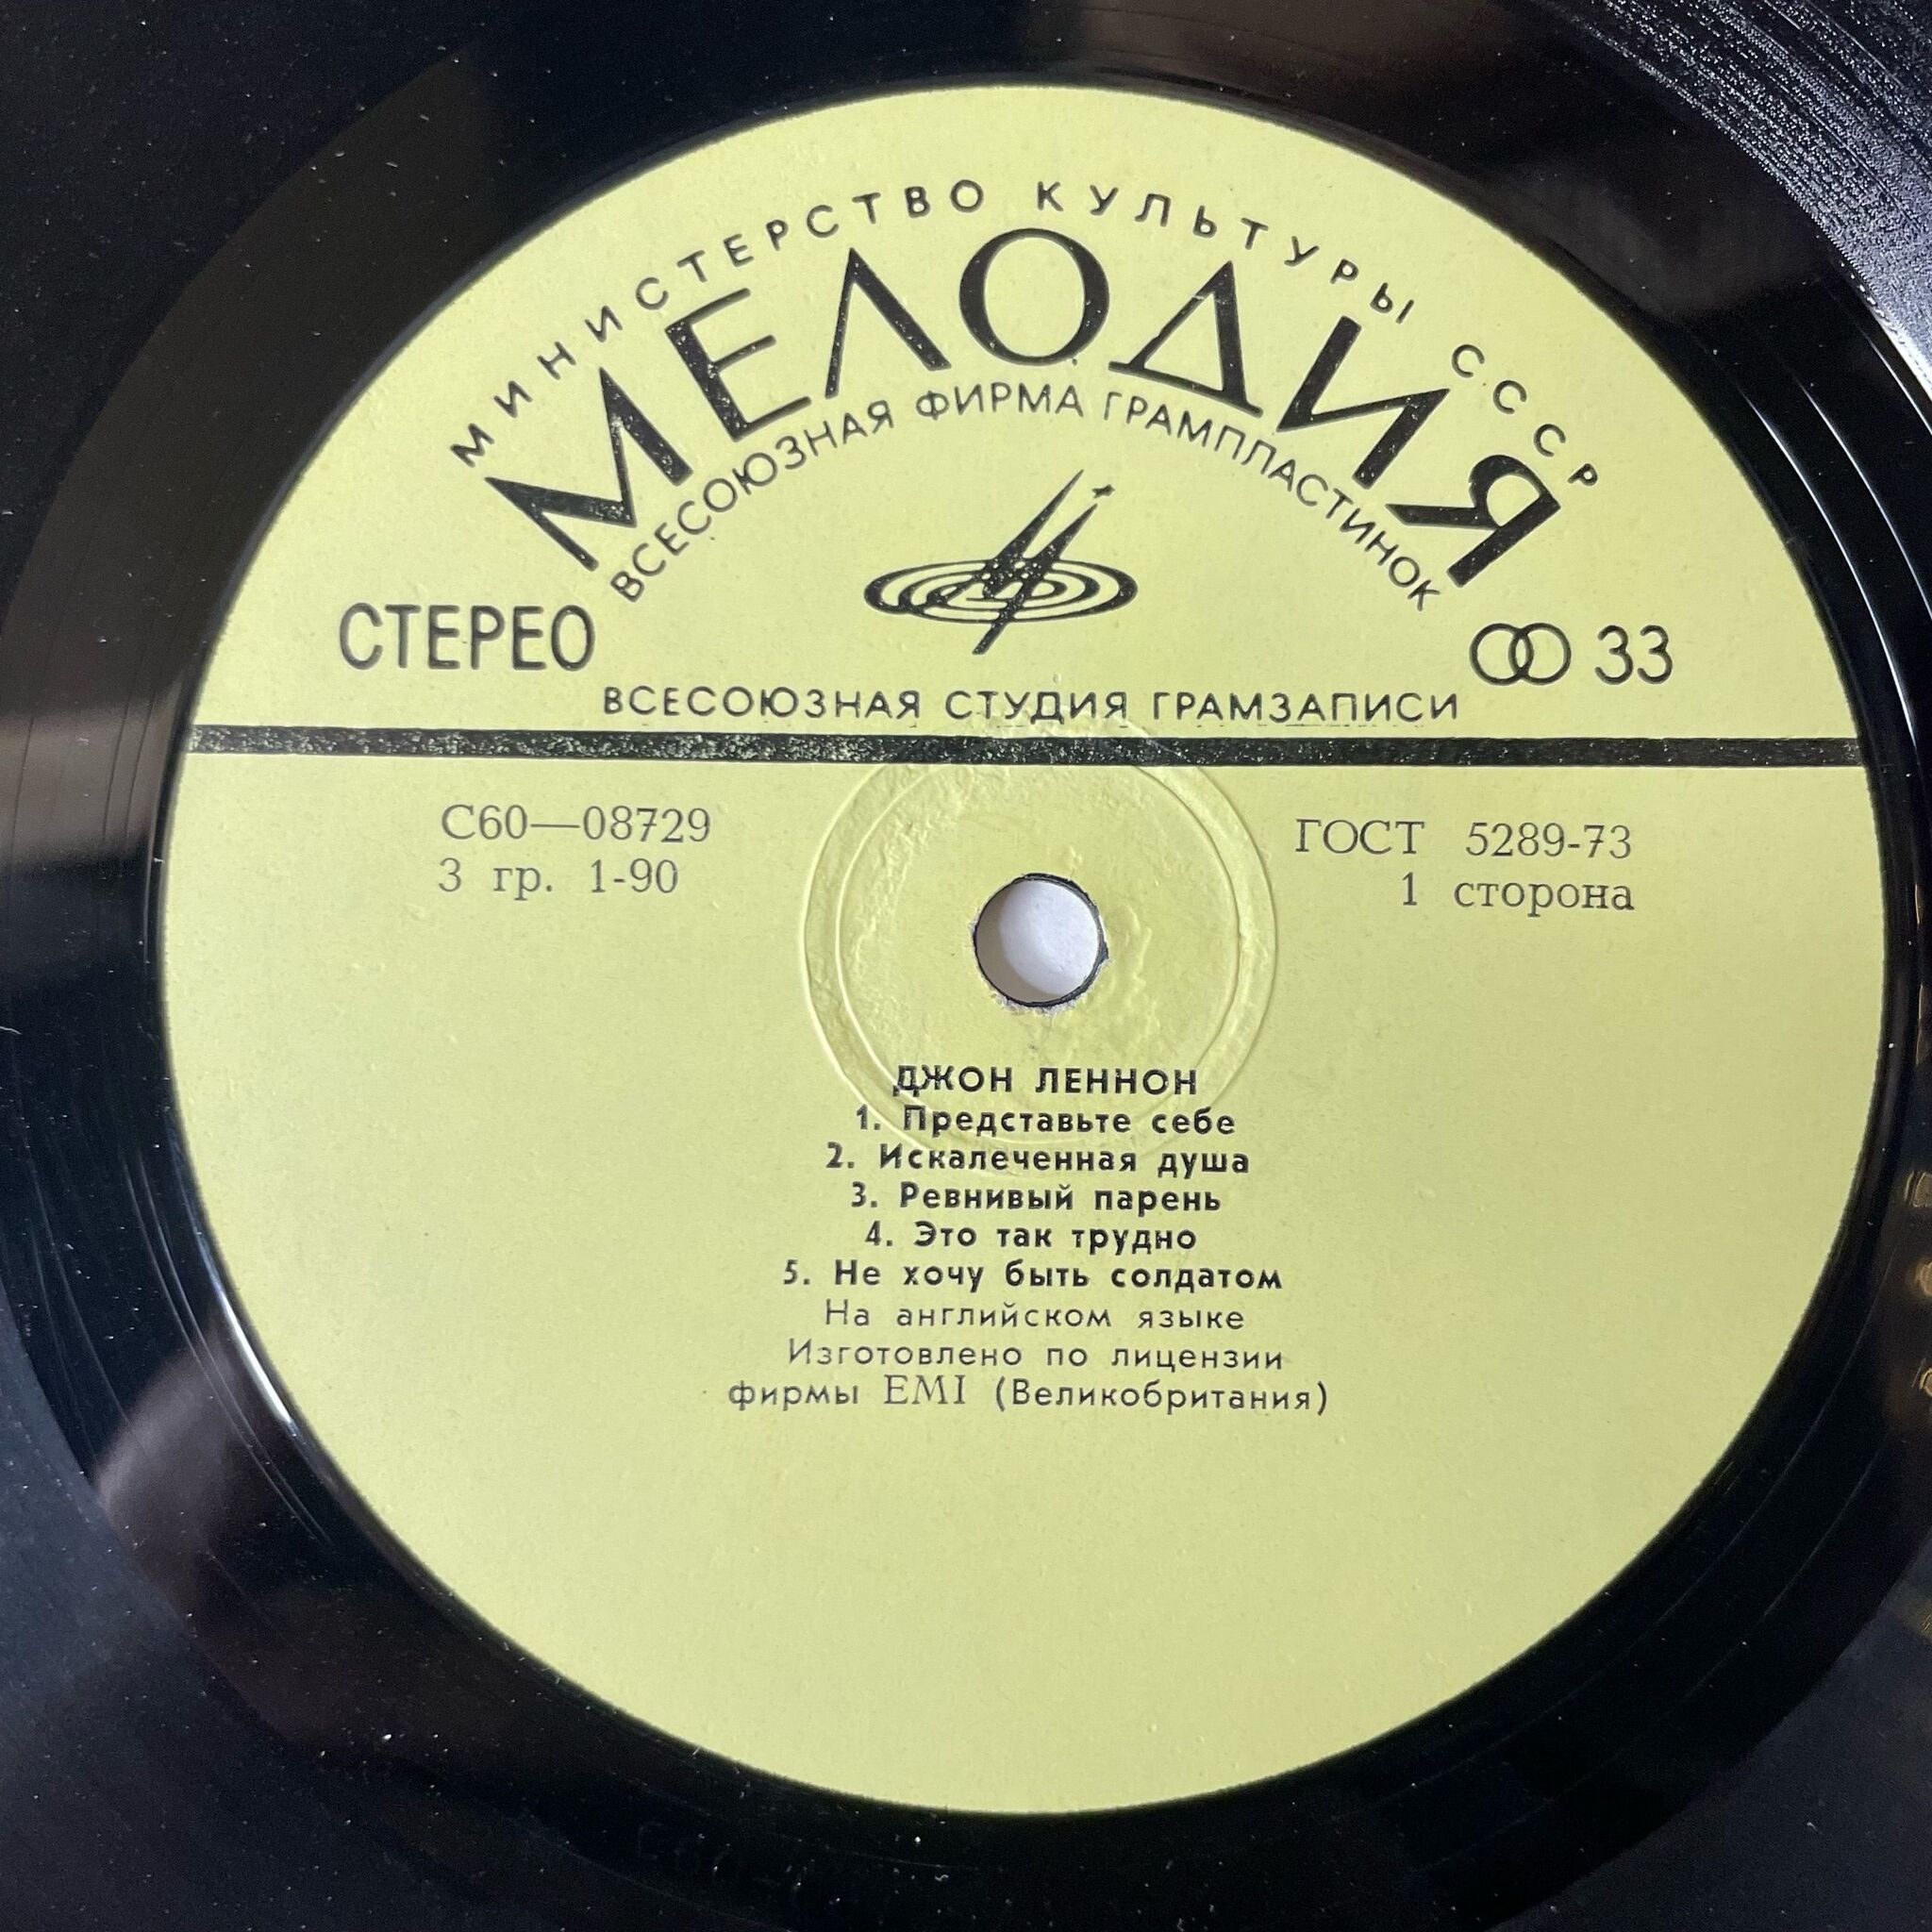 МИНИСТЕРСТВО КУЛЬТУРЫ СССР
МЕЛОДИЯ
ВСЕСОЮЗНАЯ ФИРМА ГРАМПЛАСТИНОК
СТЕРЕО
33
ВСЕСОЮЗНАЯ СТУДИЯ ГРАМЗАПИСИ
С60—08729
ГОСТ 5289-73
3 гр. 1-90
1 сторона
ДЖОН ЛЕННОН
1. Представьте себе
2. Искалеченная душа
3. Ревнивый парень
4. Это так трудно
5. Не хочу быть солдатом
На английском языке
Изготовлено по лицензии
фирмы EMI (Великобритания)